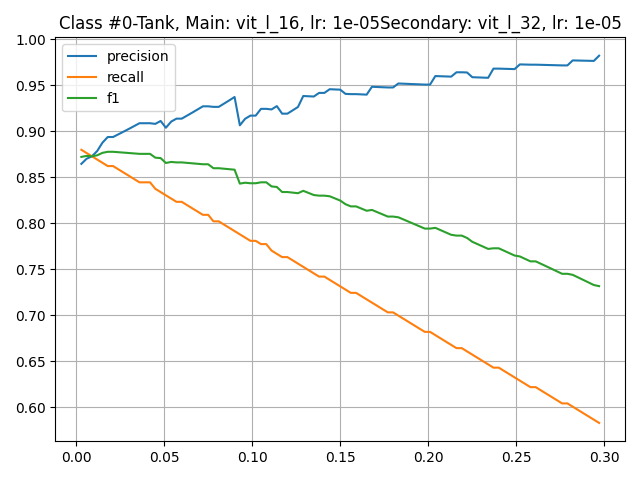 Class #0-Tank, Main: vit_l_16, lr: 1e-05Secondary: vit_l_32, lr: 1e-05
precision
recall
f1
1.00
0.95
0.90
0.85
0.80
0.75
0.70
0.65
0.60
0.00 0.05 0.10 0.15 0.20 0.25 0.30